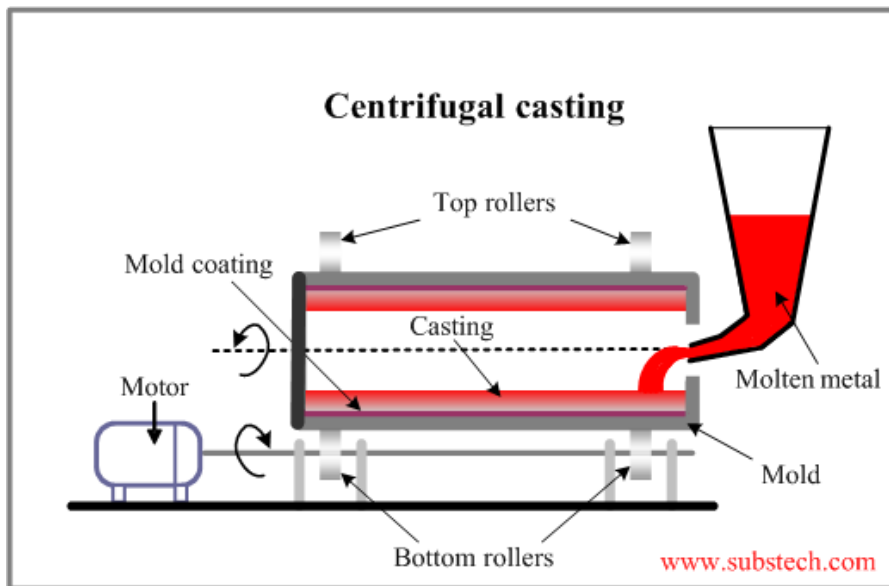 Centrifugal casting
Top rollers
Mold coating
Casting
Molten metal
Motor
Mold
Bottom rollers
www.substech.com